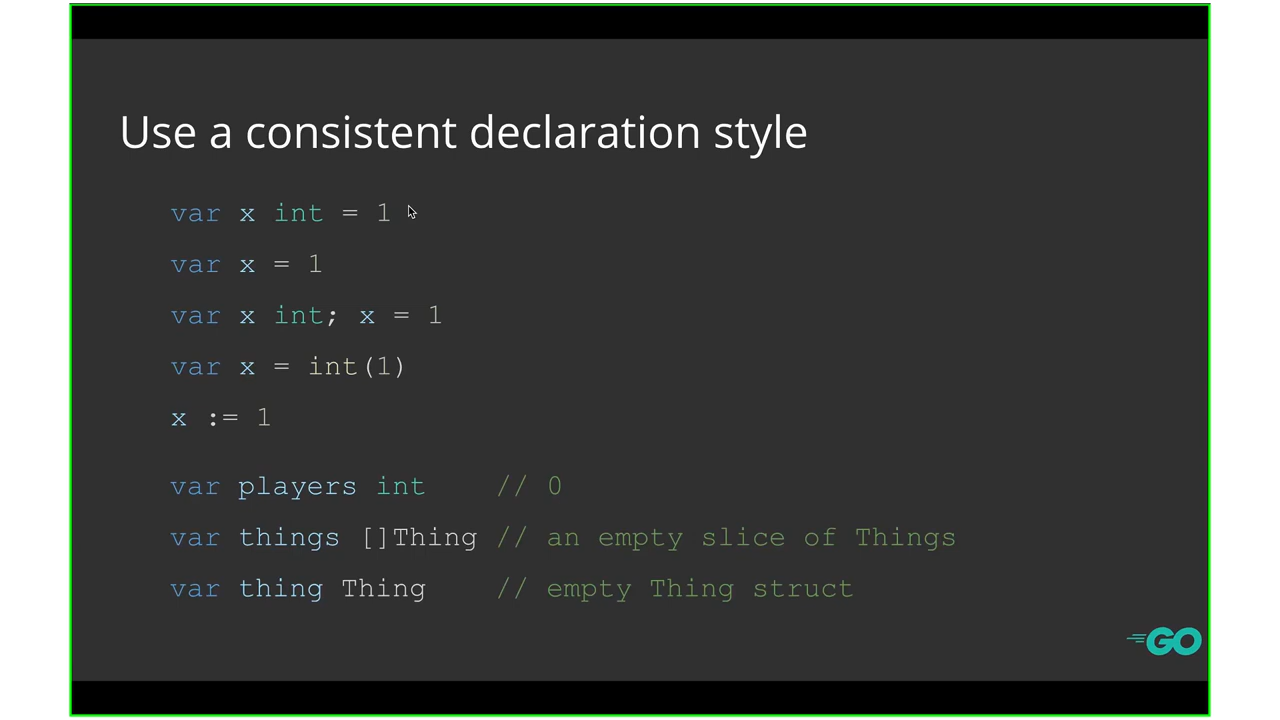 Use a consistent declaration style
var x int = 1
var x = 1
var x int; x = 1
var x = int(1)
x := 1
var players int    // 0
var things []Thing // an empty slice of Things
var thing Thing    // empty Thing struct
GO